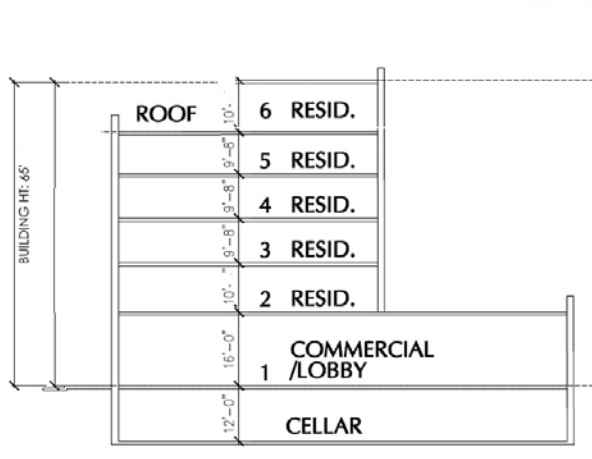 ROOF
10'-
6 RESID.
9'-8"
5 RESID.
9'-8"
4 RESID.
9'-8"
3 RESID.
10'- "
2 RESID.
BUILDING HT: 65'
16'-0"
COMMERCIAL
1 /LOBBY
12'-0"
CELLAR